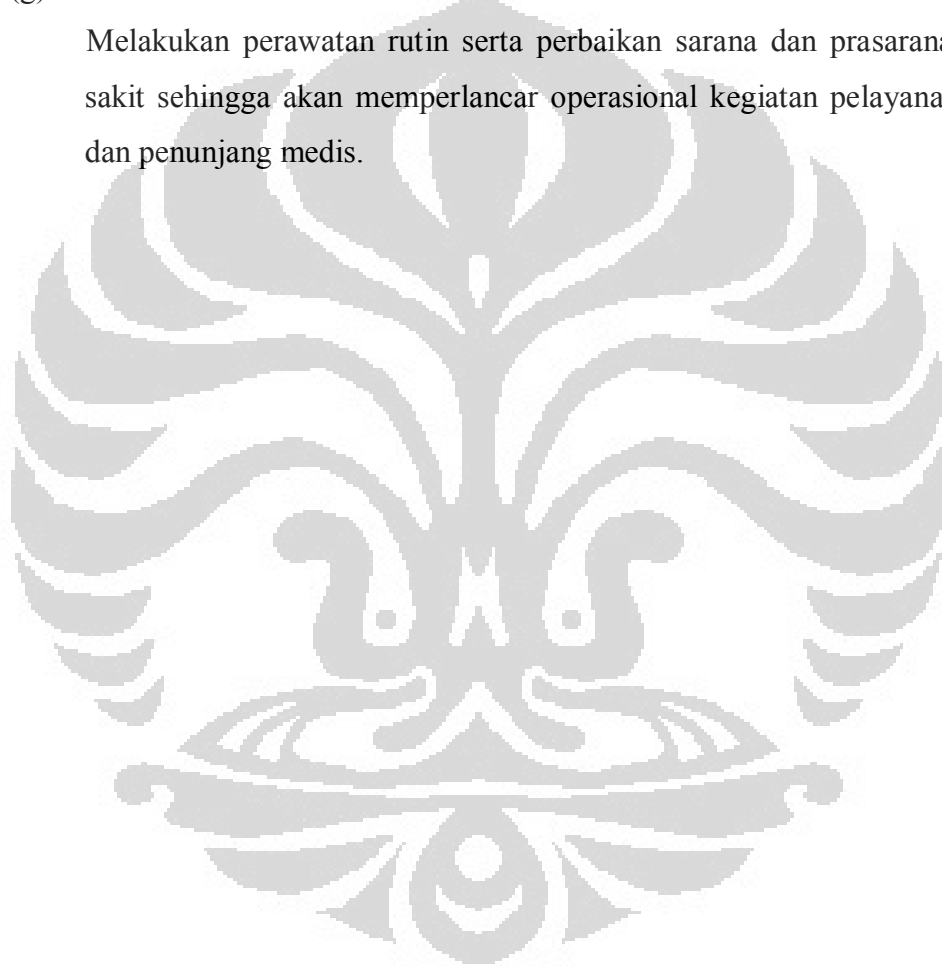 (g)
Melakukan perawatan rutin serta perbaikan sarana dan prasarana
sakit sehingga akan memperlancar operasional kegiatan pelayana
dan penunjang medis.